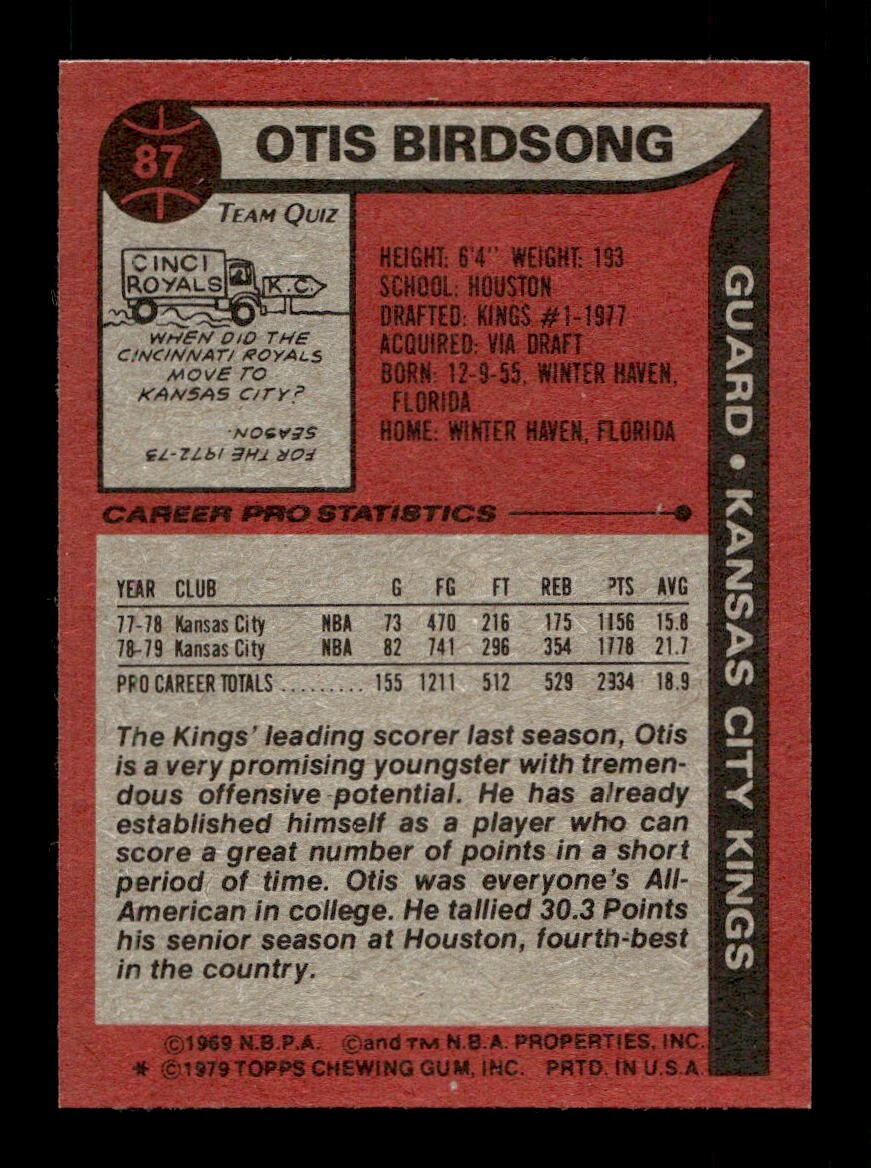 87
OTIS BIRDSONG
TEAM QUIZ
CINCI
ROYALS
K.C.
WHEN DID THE
CINCINNATI ROYALS
MOVE TO
KANSAS CITY?
FOR THE 1972-73
SEASON.
HEIGHT: 6'4" WEIGHT: 193
SCHOOL: HOUSTON
DRAFTED: KINGS #1-1977
ACQUIRED: VIA DRAFT
BORN: 12-9-55, WINTER HAVEN,
FLORIDA
HOME: WINTER HAVEN, FLORIDA
GUARD • KANSAS CITY KINGS
CAREER PRO STATISTICS
YEAR CLUB G FG FT REB PTS AVG
77-78 Kansas City NBA 73 470 216 175 1156 15.8
78-79 Kansas City NBA 82 741 296 354 1778 21.7
PRO CAREER TOTALS ......... 155 1211 512 529 2934 18.9
The Kings' leading scorer last season, Otis
is a very promising youngster with tremen-
dous offensive potential. He has already
established himself as a player who can
score a great number of points in a short
period of time. Otis was everyone's All-
American in college. He tallied 30.3 Points
his senior season at Houston, fourth-best
in the country.
©1969 N.B.P.A. ©and TM N.B.A. PROPERTIES, INC.
* ©1979 TOPPS CHEWING GUM, INC. PRTD. IN U.S.A.